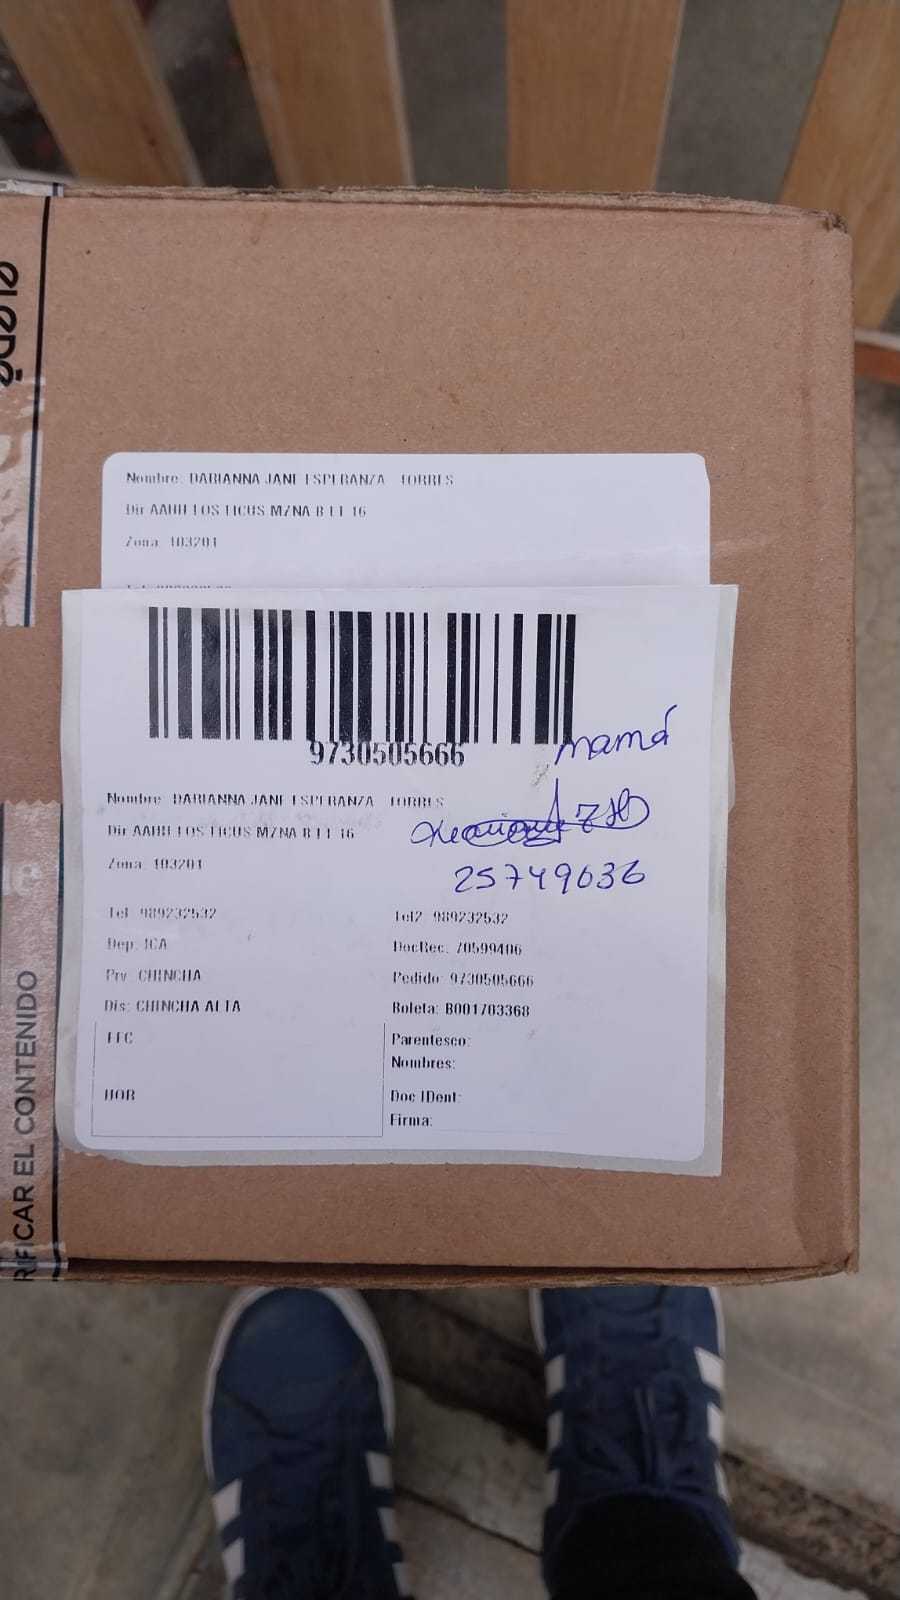 Nombre: DARIANNA JANE ESPERANZA TORRES
Dir AAHH LOS FICUS MZNA B LT 16
Zona: 103201
9730505666
mamá
Nombre: DARIANNA JANE ESPERANZA TORRES
Dir AAHH LOS FICUS MZNA B LT 16
25749036
Zona: 103201
Tel: 989232532 Tel2: 989232532
Dep: ICA DocRec: 70599406
Prv: CHINCHA Pedido: 9730505666
Dis: CHINCHA ALTA Boleta: B001703368
FEC Parentesco:
Nombres:
HOR Doc IDent:
Firma:
RIFICAR EL CONTENIDO